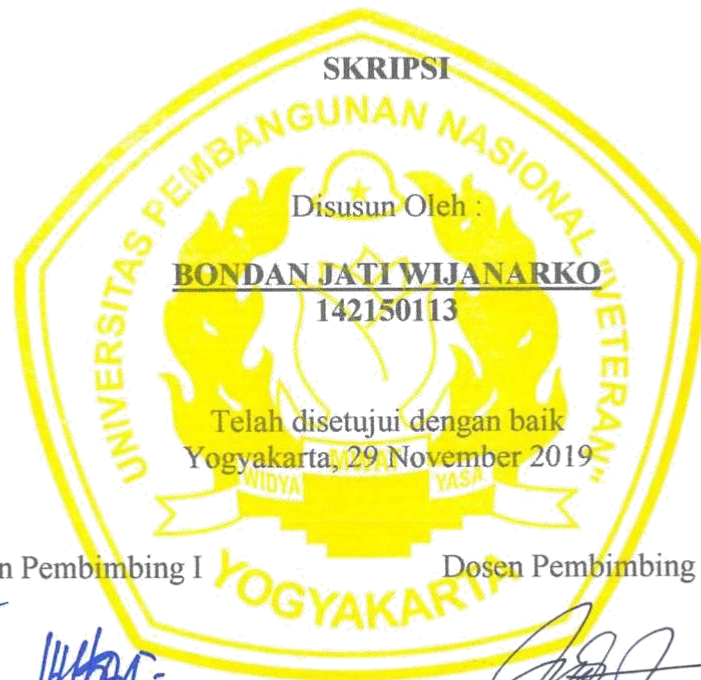 SKRIPSI
UNIVERSITAS PEMBANGUNAN NASIONAL "VETERAN"
Disusun Oleh :
BONDAN JATI WIJANARKO
142150113
Telah disetujui dengan baik
Yogyakarta, 29 November 2019
WIDYA YASA
n Pembimbing I Dosen Pembimbing
YOGYAKARTA